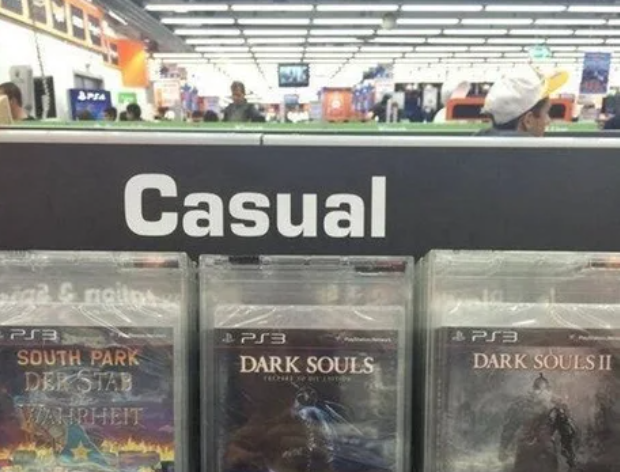 PS4
Casual
PS3
SOUTH PARK
DER STAB
DER
WAHRHEIT
PS3
DARK SOULS
PREPARE TO DIE EDITION
PS3
DARK SOULS II